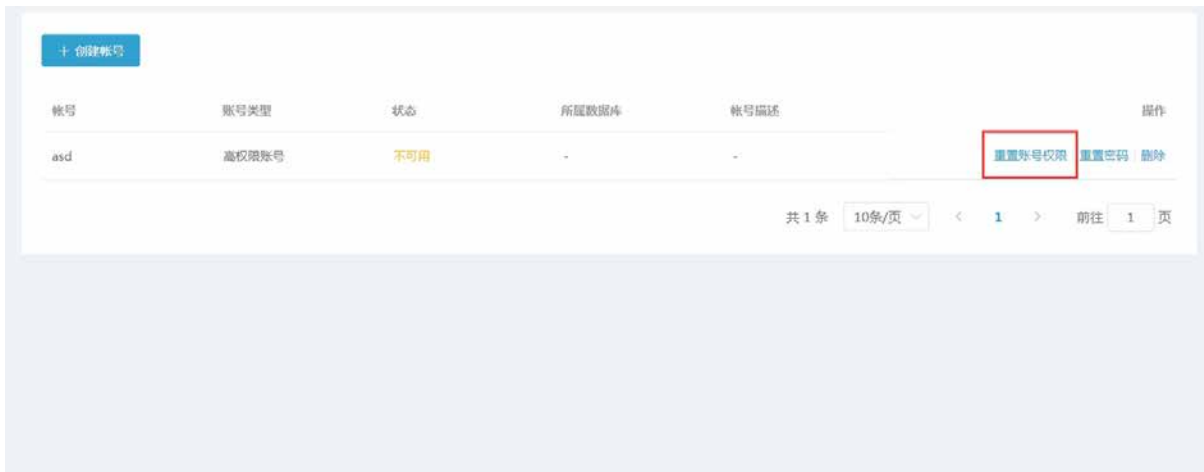 + 创建帐号
帐号 账号类型 状态 所属数据库 帐号描述 操作
asd 高权限账号 不可用 - - 重置账号权限 重置密码 删除
共 1 条 10条/页 < 1 > 前往 1 页